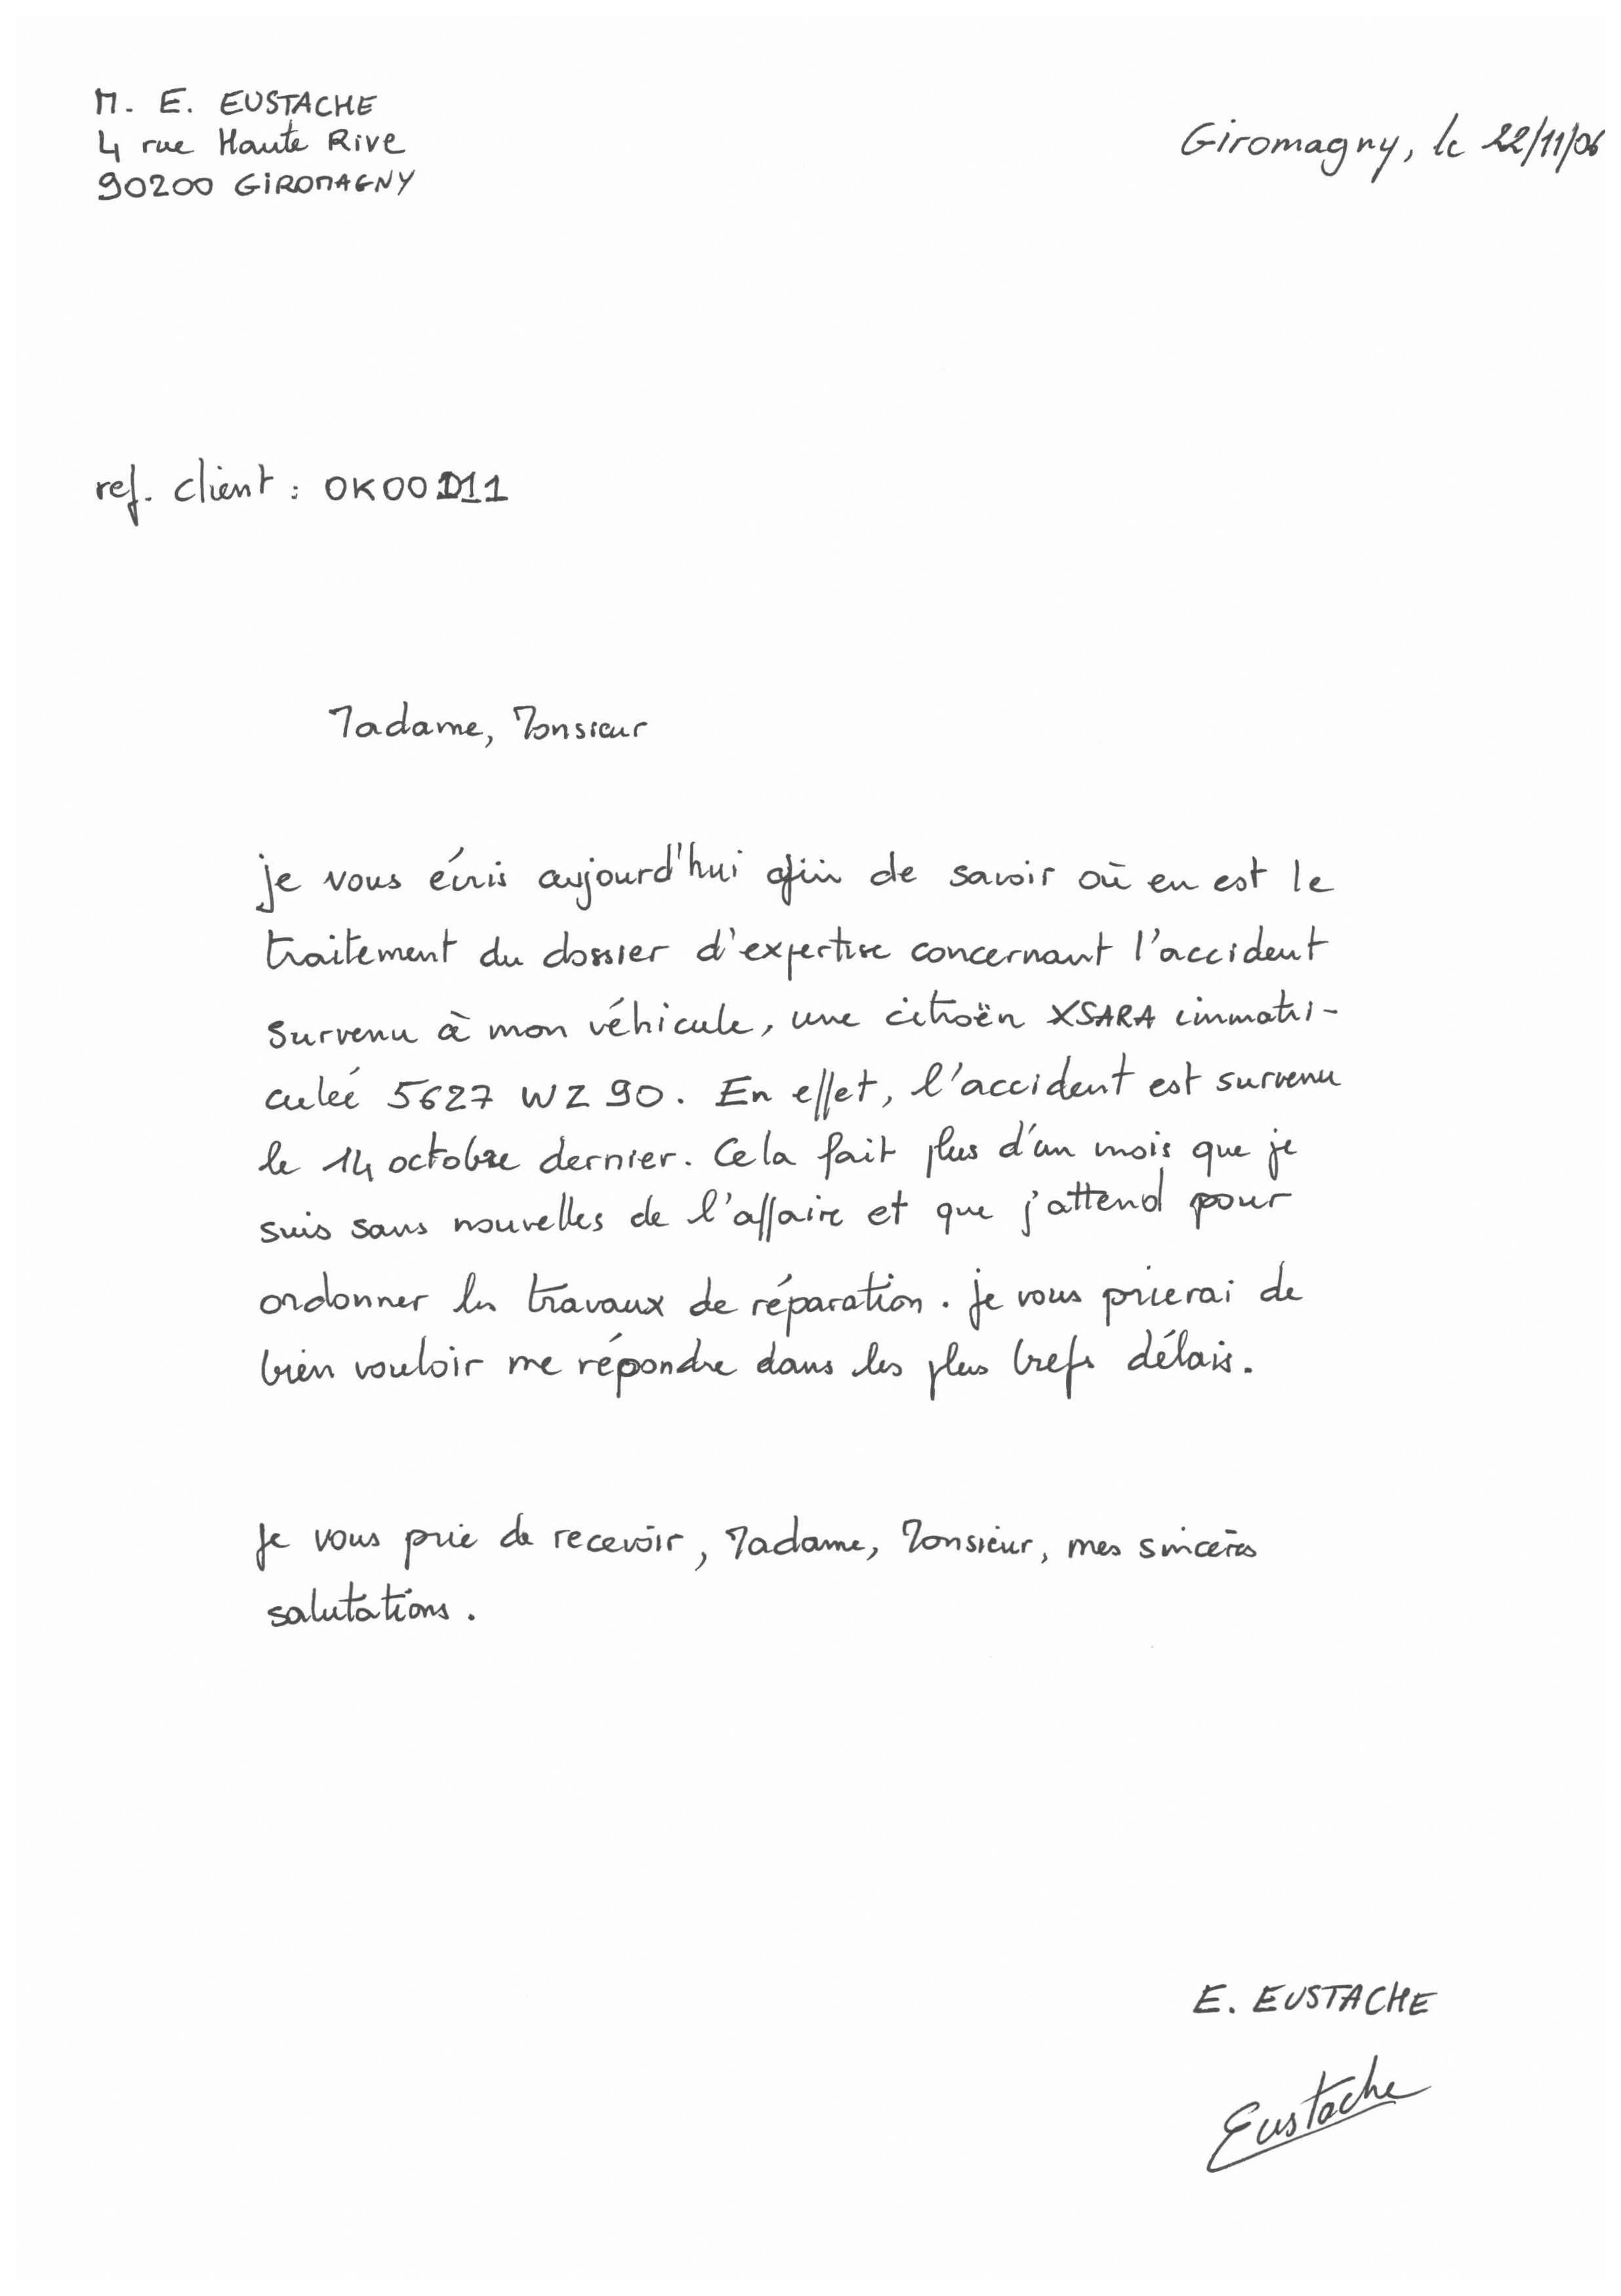 M. E. EUSTACHE
4 rue Haute Rive
90200 GIROMAGNY
Giromagny, le 22/11/06
ref. client : OK00D11
Madame, Monsieur
je vous écris aujourd'hui afin de savoir où en est le
traitement du dossier d'expertise concernant l'accident
survenu à mon véhicule, une citroën XSARA immatri-
culée 5627 WZ 90. En effet, l'accident est survenu
le 14 octobre dernier. Cela fait plus d'un mois que je
suis sans nouvelles de l'affaire et que j'attend pour
ordonner les travaux de réparation. je vous prierai de
bien vouloir me répondre dans les plus brefs délais.
Je vous prie de recevoir, Madame, Monsieur, mes sincères
salutations.
E. EUSTACHE
Eustache